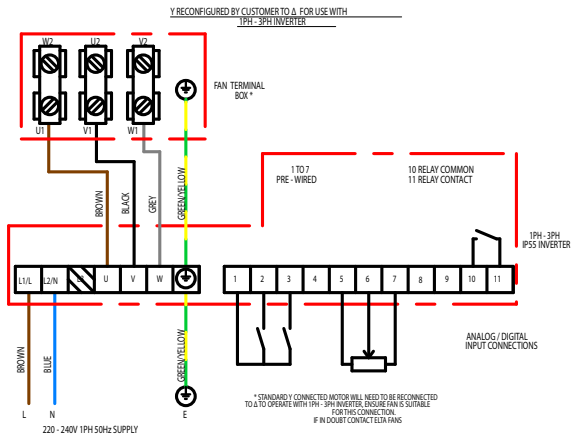 Y RECONFIGURED BY CUSTOMER TO Δ FOR USE WITH
1PH - 3PH INVERTER
W2 U2 V2
FAN TERMINAL
BOX *
U1 V1 W1
1 TO 7
PRE - WIRED
10 RELAY COMMON
11 RELAY CONTACT
BROWN
BLACK
GREY
GREEN/YELLOW
1PH - 3PH
IP55 INVERTER
L1/L L2/N U V W
1 2 3 4 5 6 7 8 9 10 11
ANALOG / DIGITAL
INPUT CONNECTIONS
BROWN
BLUE
GREEN/YELLOW
L N E
220 - 240V 1PH 50Hz SUPPLY
* STANDARD Y CONNECTED MOTOR WILL NEED TO BE RECONNECTED
TO Δ TO OPERATE WITH 1PH - 3PH INVERTER, ENSURE FAN IS SUITABLE
FOR THIS CONNECTION.
IF IN DOUBT CONTACT ELTA FANS